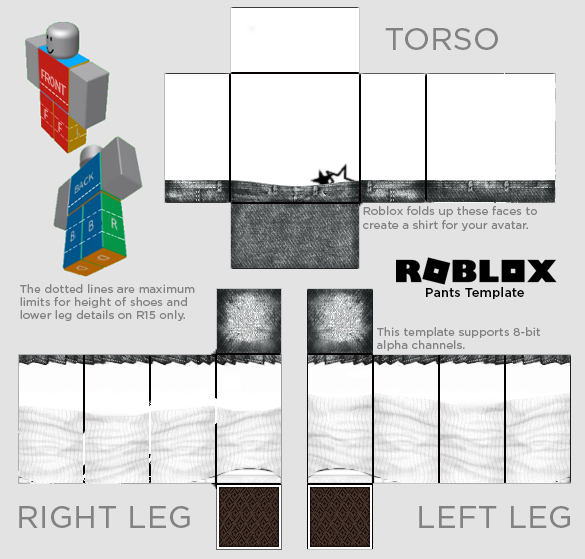 TORSO
FRONT
F
F
L
BACK
B
B
R
Roblox folds up these faces to
create a shirt for your avatar.
ROBLOX
Pants Template
The dotted lines are maximum
limits for height of shoes and
lower leg details on R15 only.
This template supports 8-bit
alpha channels.
RIGHT LEG
LEFT LEG